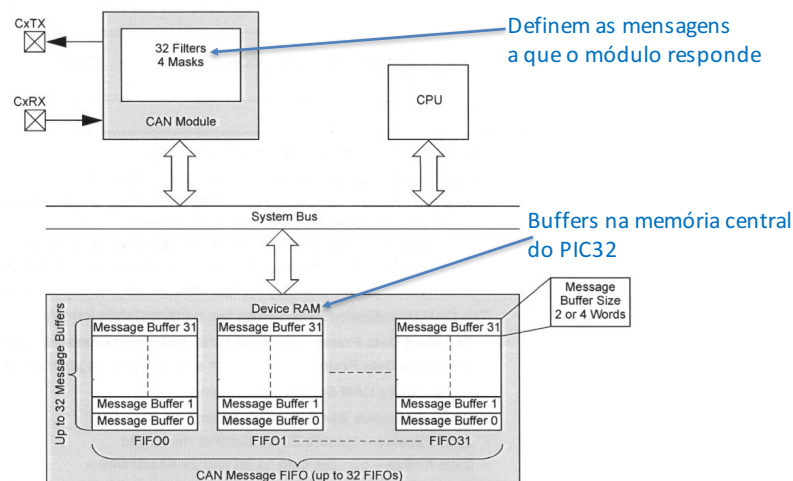 CxTX
CxRX
32 Filters
4 Masks
CAN Module
Definem as mensagens
a que o módulo responde
CPU
System Bus
Buffers na memória central
do PIC32
Device RAM
Message
Buffer Size
2 or 4 Words
Up to 32 Message Buffers
Message Buffer 31
Message Buffer 31
Message Buffer 31
Message Buffer 1
Message Buffer 1
Message Buffer 1
Message Buffer 0
Message Buffer 0
Message Buffer 0
FIFO0
FIFO1
FIFO31
CAN Message FIFO (up to 32 FIFOs)